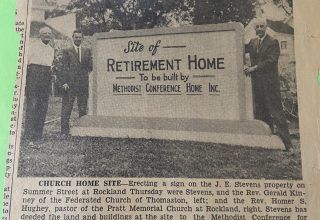 Site of —
RETIREMENT HOME
To be built by
METHODIST CONFERENCE HOME INC.
CHURCH HOME SITE—Erecting a sign on the J. E. Stevens property on
Summer Street at Rockland Thursday were Stevens, and the Rev. Gerald Kin-
ney of the Federated Church of Thomaston, left; and the Rev. Homer S.
Hughey, pastor of the Pratt Memorial Church at Rockland, right. Stevens has
deeded the land and buildings at the site to the Methodist Conference for